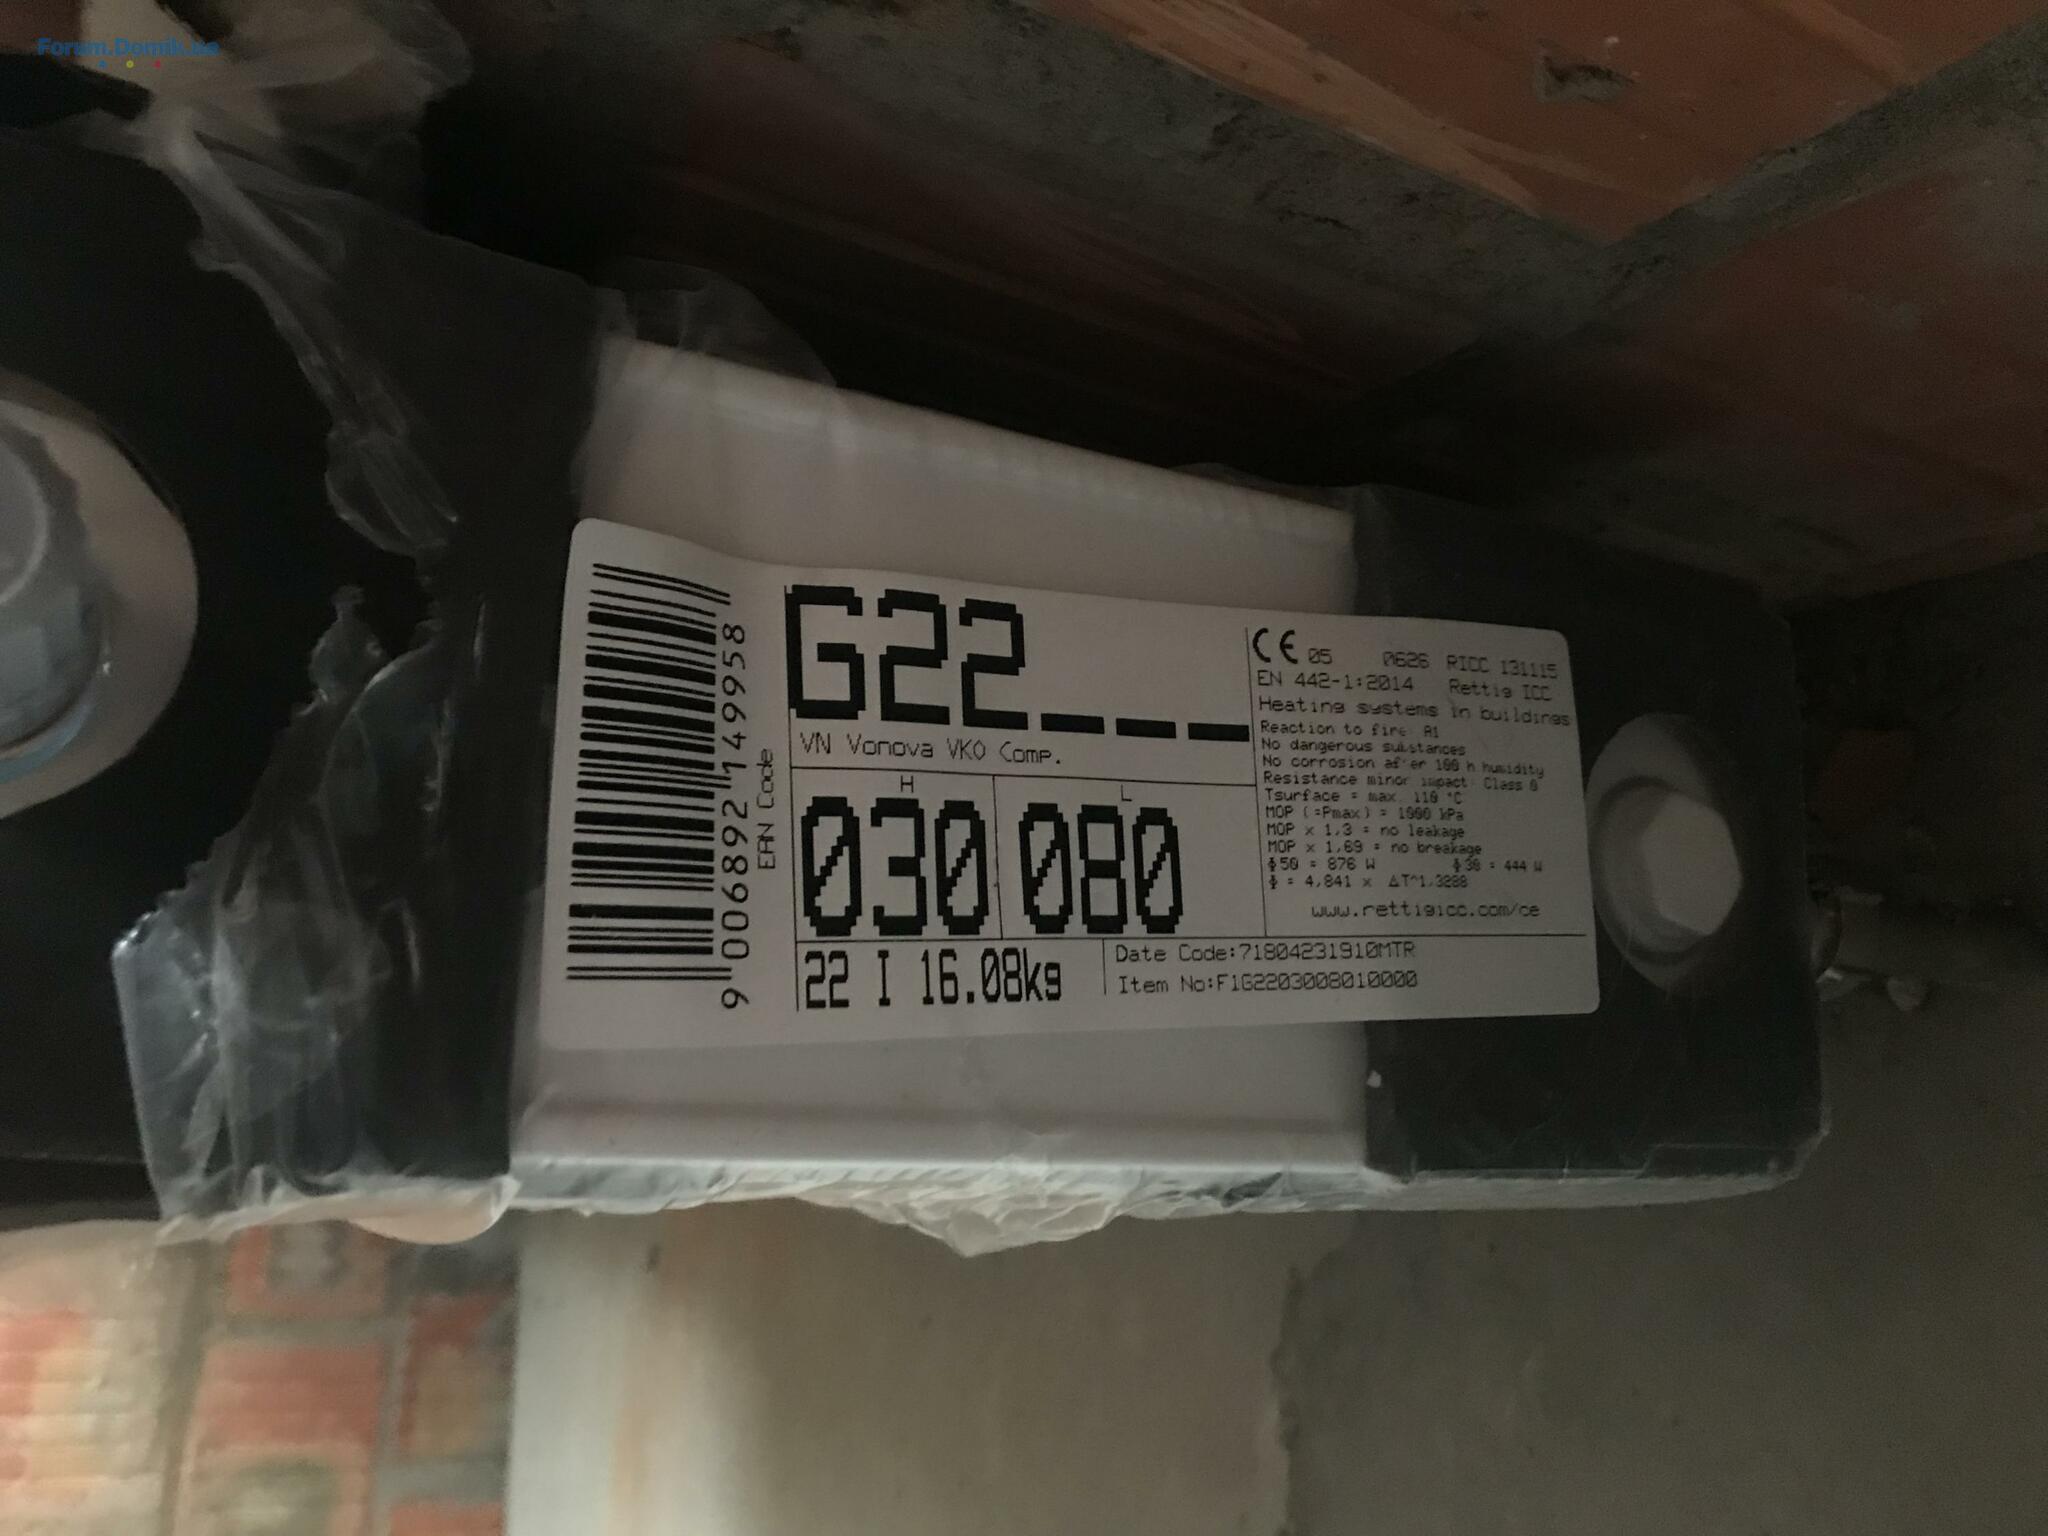 Forum.Domik.ua
G22___
VN Vonova VKO Comp.
H L
030 080
22 I 16.08kg
9 006892 149958
EAN Code
CE 05 0626 RICC 131115
EN 442-1:2014 Rettig ICC
Heating systems in buildings
Reaction to fire: A1
No dangerous substances
No corrosion after 100 h humidity
Resistance minor impact: Class 0
Tsurface = max. 110 °C
MOP (=Pmax) = 1000 kPa
MOP x 1,3 = no leakage
MOP x 1,69 = no breakage
Φ50 = 876 W Φ30 = 444 W
Φ = 4,841 x ΔT^1,3288
www.rettigicc.com/ce
Date Code:71804231910MTR
Item No:F1G2203008010000